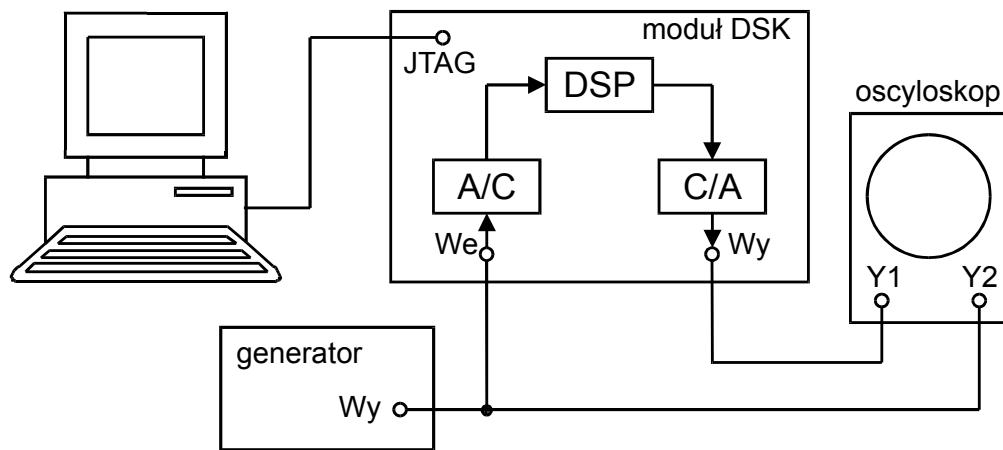 moduł DSK
JTAG
DSP
oscyloskop
A/C
C/A
We
Wy
Y1
Y2
generator
Wy